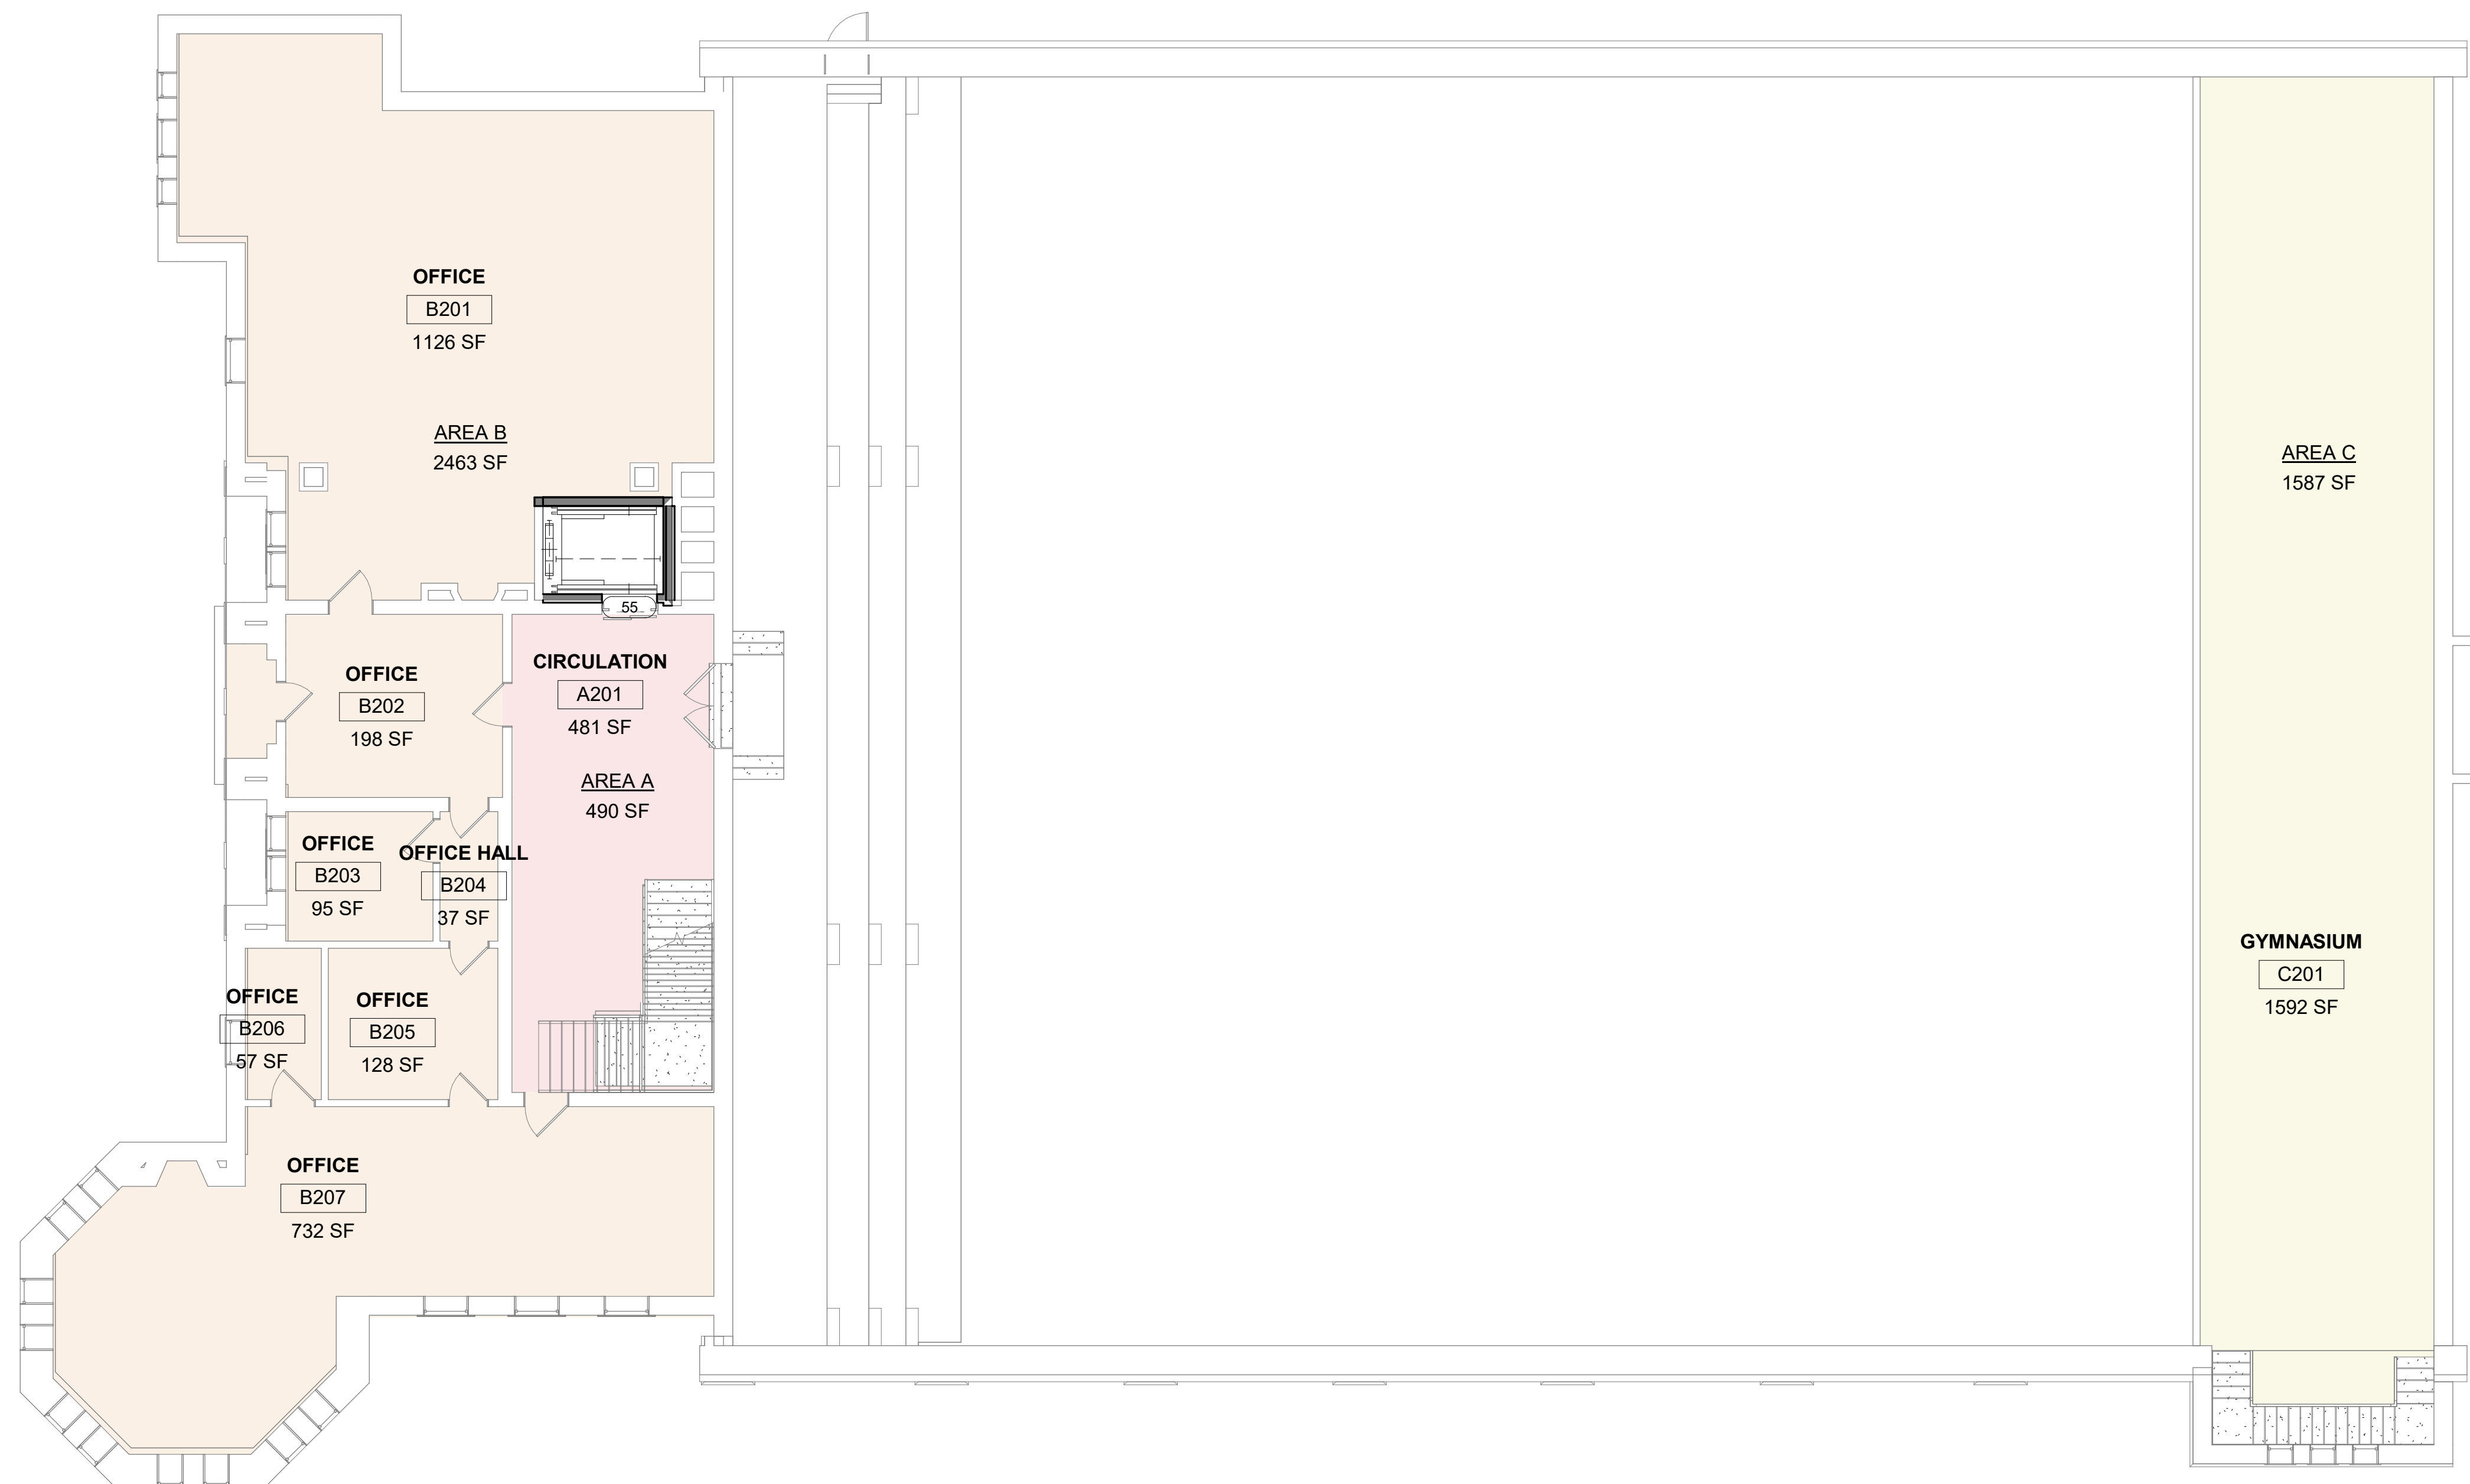 OFFICE
B201
1126 SF
AREA B
2463 SF
AREA C
1587 SF
55
CIRCULATION
A201
481 SF
OFFICE
B202
198 SF
AREA A
490 SF
OFFICE
B203
95 SF
OFFICE HALL
B204
37 SF
GYMNASIUM
C201
1592 SF
OFFICE
B206
57 SF
OFFICE
B205
128 SF
OFFICE
B207
732 SF